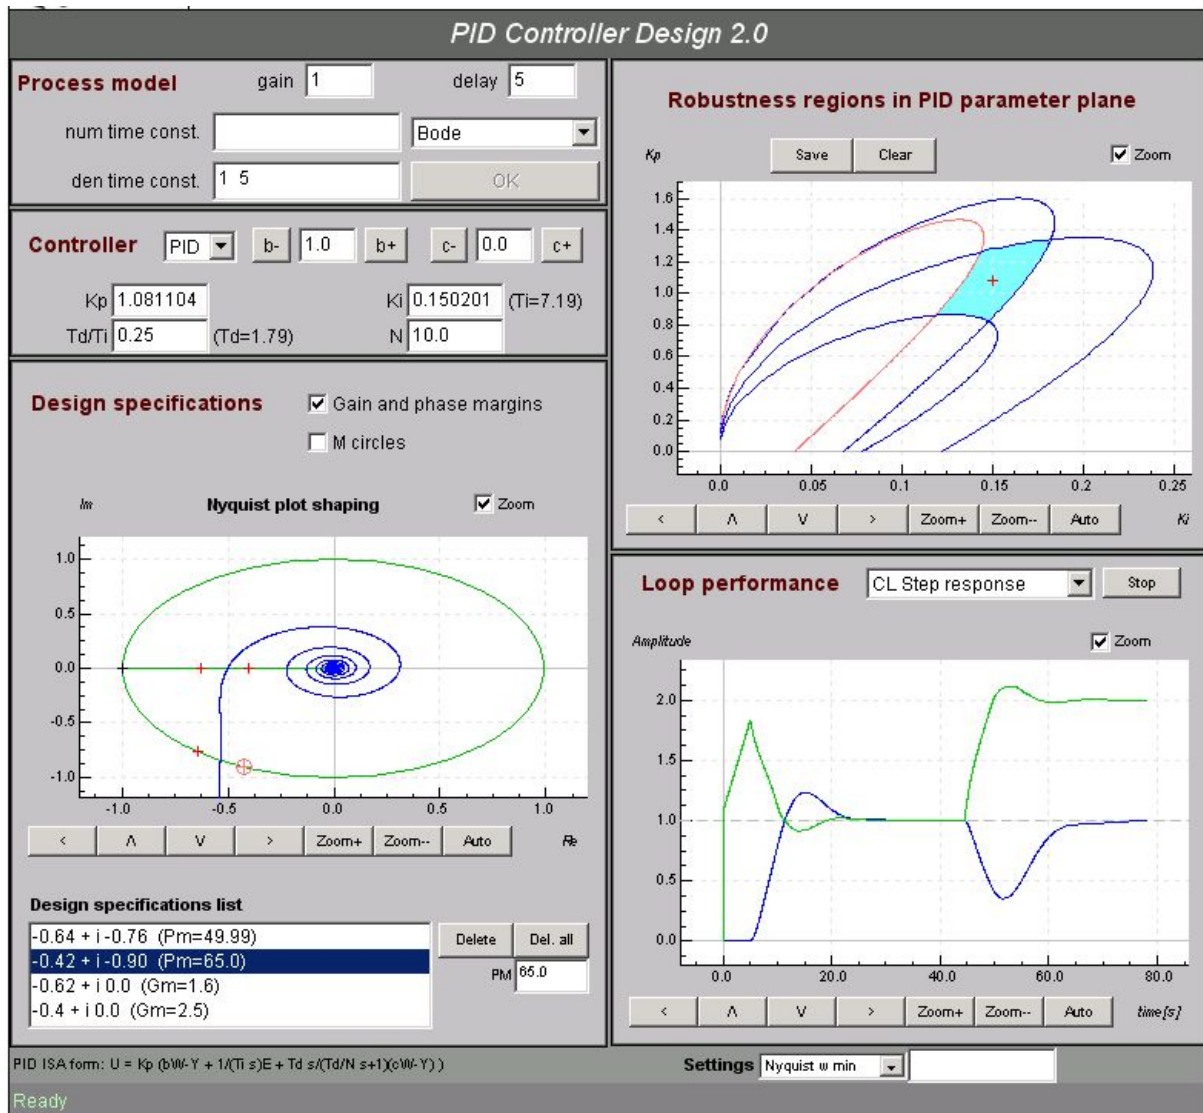 PID Controller Design 2.0
Process model gain 1 delay 5
num time const. Bode
den time const. 1 5 OK
Controller PID b- 1.0 b+ c- 0.0 c+
Kp 1.081104 Ki 0.150201 (Ti=7.19)
Td/Ti 0.25 (Td=1.79) N 10.0
Design specifications Gain and phase margins
M circles
Im Nyquist plot shaping Zoom
1.0
0.5
0.0
-0.5
-1.0
-1.0 -0.5 0.0 0.5 1.0
< Λ V > Zoom+ Zoom-- Auto Re
Design specifications list
-0.64 + i -0.76 (Pm=49.99)
-0.42 + i -0.90 (Pm=65.0)
-0.62 + i 0.0 (Gm=1.6)
-0.4 + i 0.0 (Gm=2.5)
Delete Del. all
PM 65.0
Robustness regions in PID parameter plane
Kp Save Clear Zoom
1.6
1.4
1.2
1.0
0.8
0.6
0.4
0.2
0.0
0.0 0.05 0.1 0.15 0.2 0.25
< Λ V > Zoom+ Zoom-- Auto Ki
Loop performance CL Step response Stop
Amplitude Zoom
2.0
1.5
1.0
0.5
0.0
0.0 20.0 40.0 60.0 80.0
< Λ V > Zoom+ Zoom-- Auto time[s]
PID ISA form: U = Kp (bW-Y + 1/(Ti s)E + Td s/(Td/N s+1)(cW-Y) ) Settings Nyquist w min
Ready